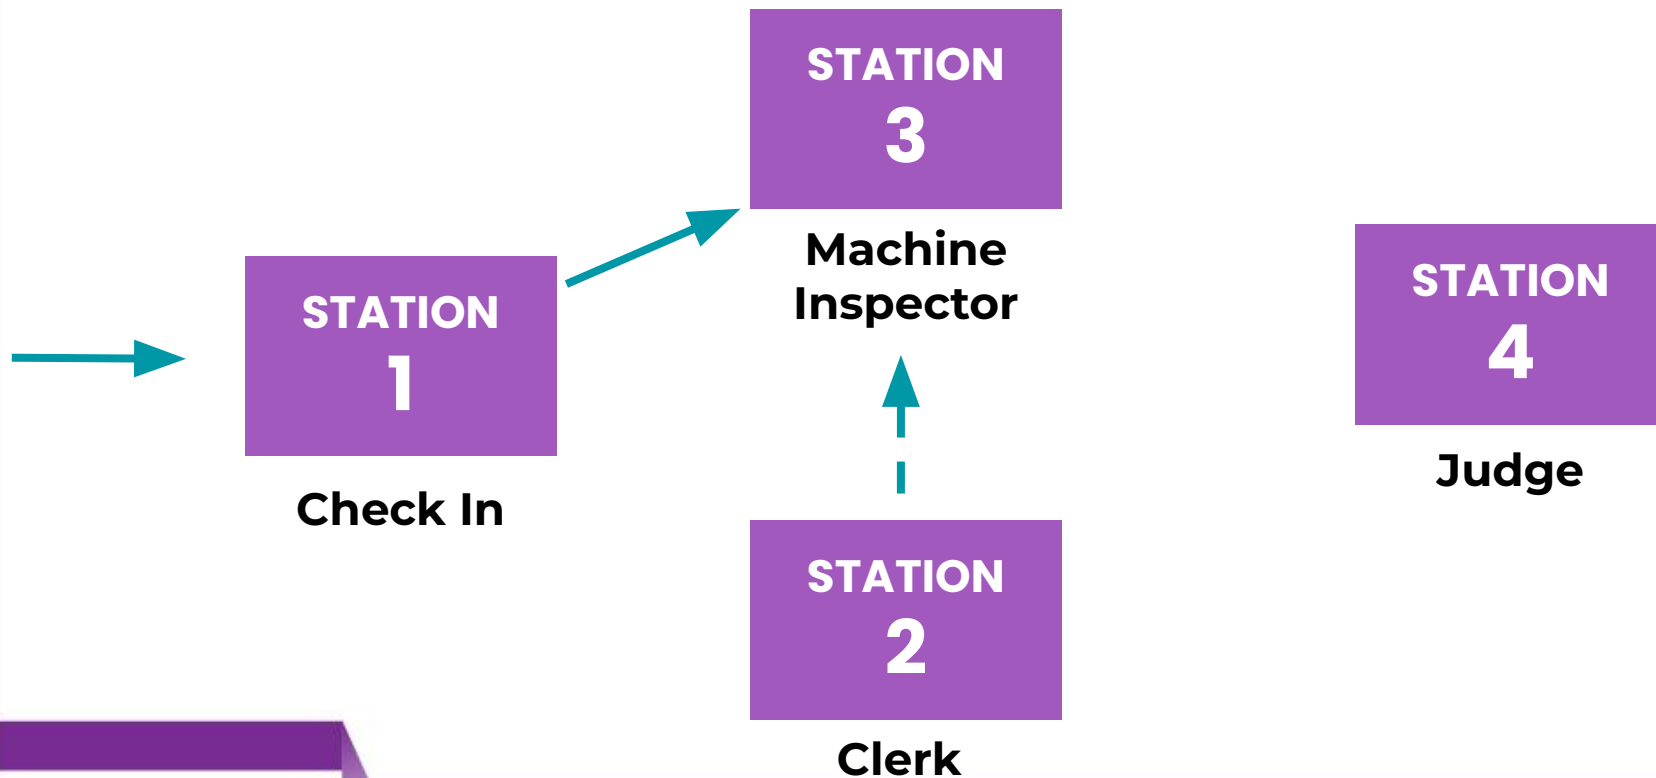 STATION
1
Check In
STATION
3
Machine
Inspector
STATION
2
Clerk
STATION
4
Judge